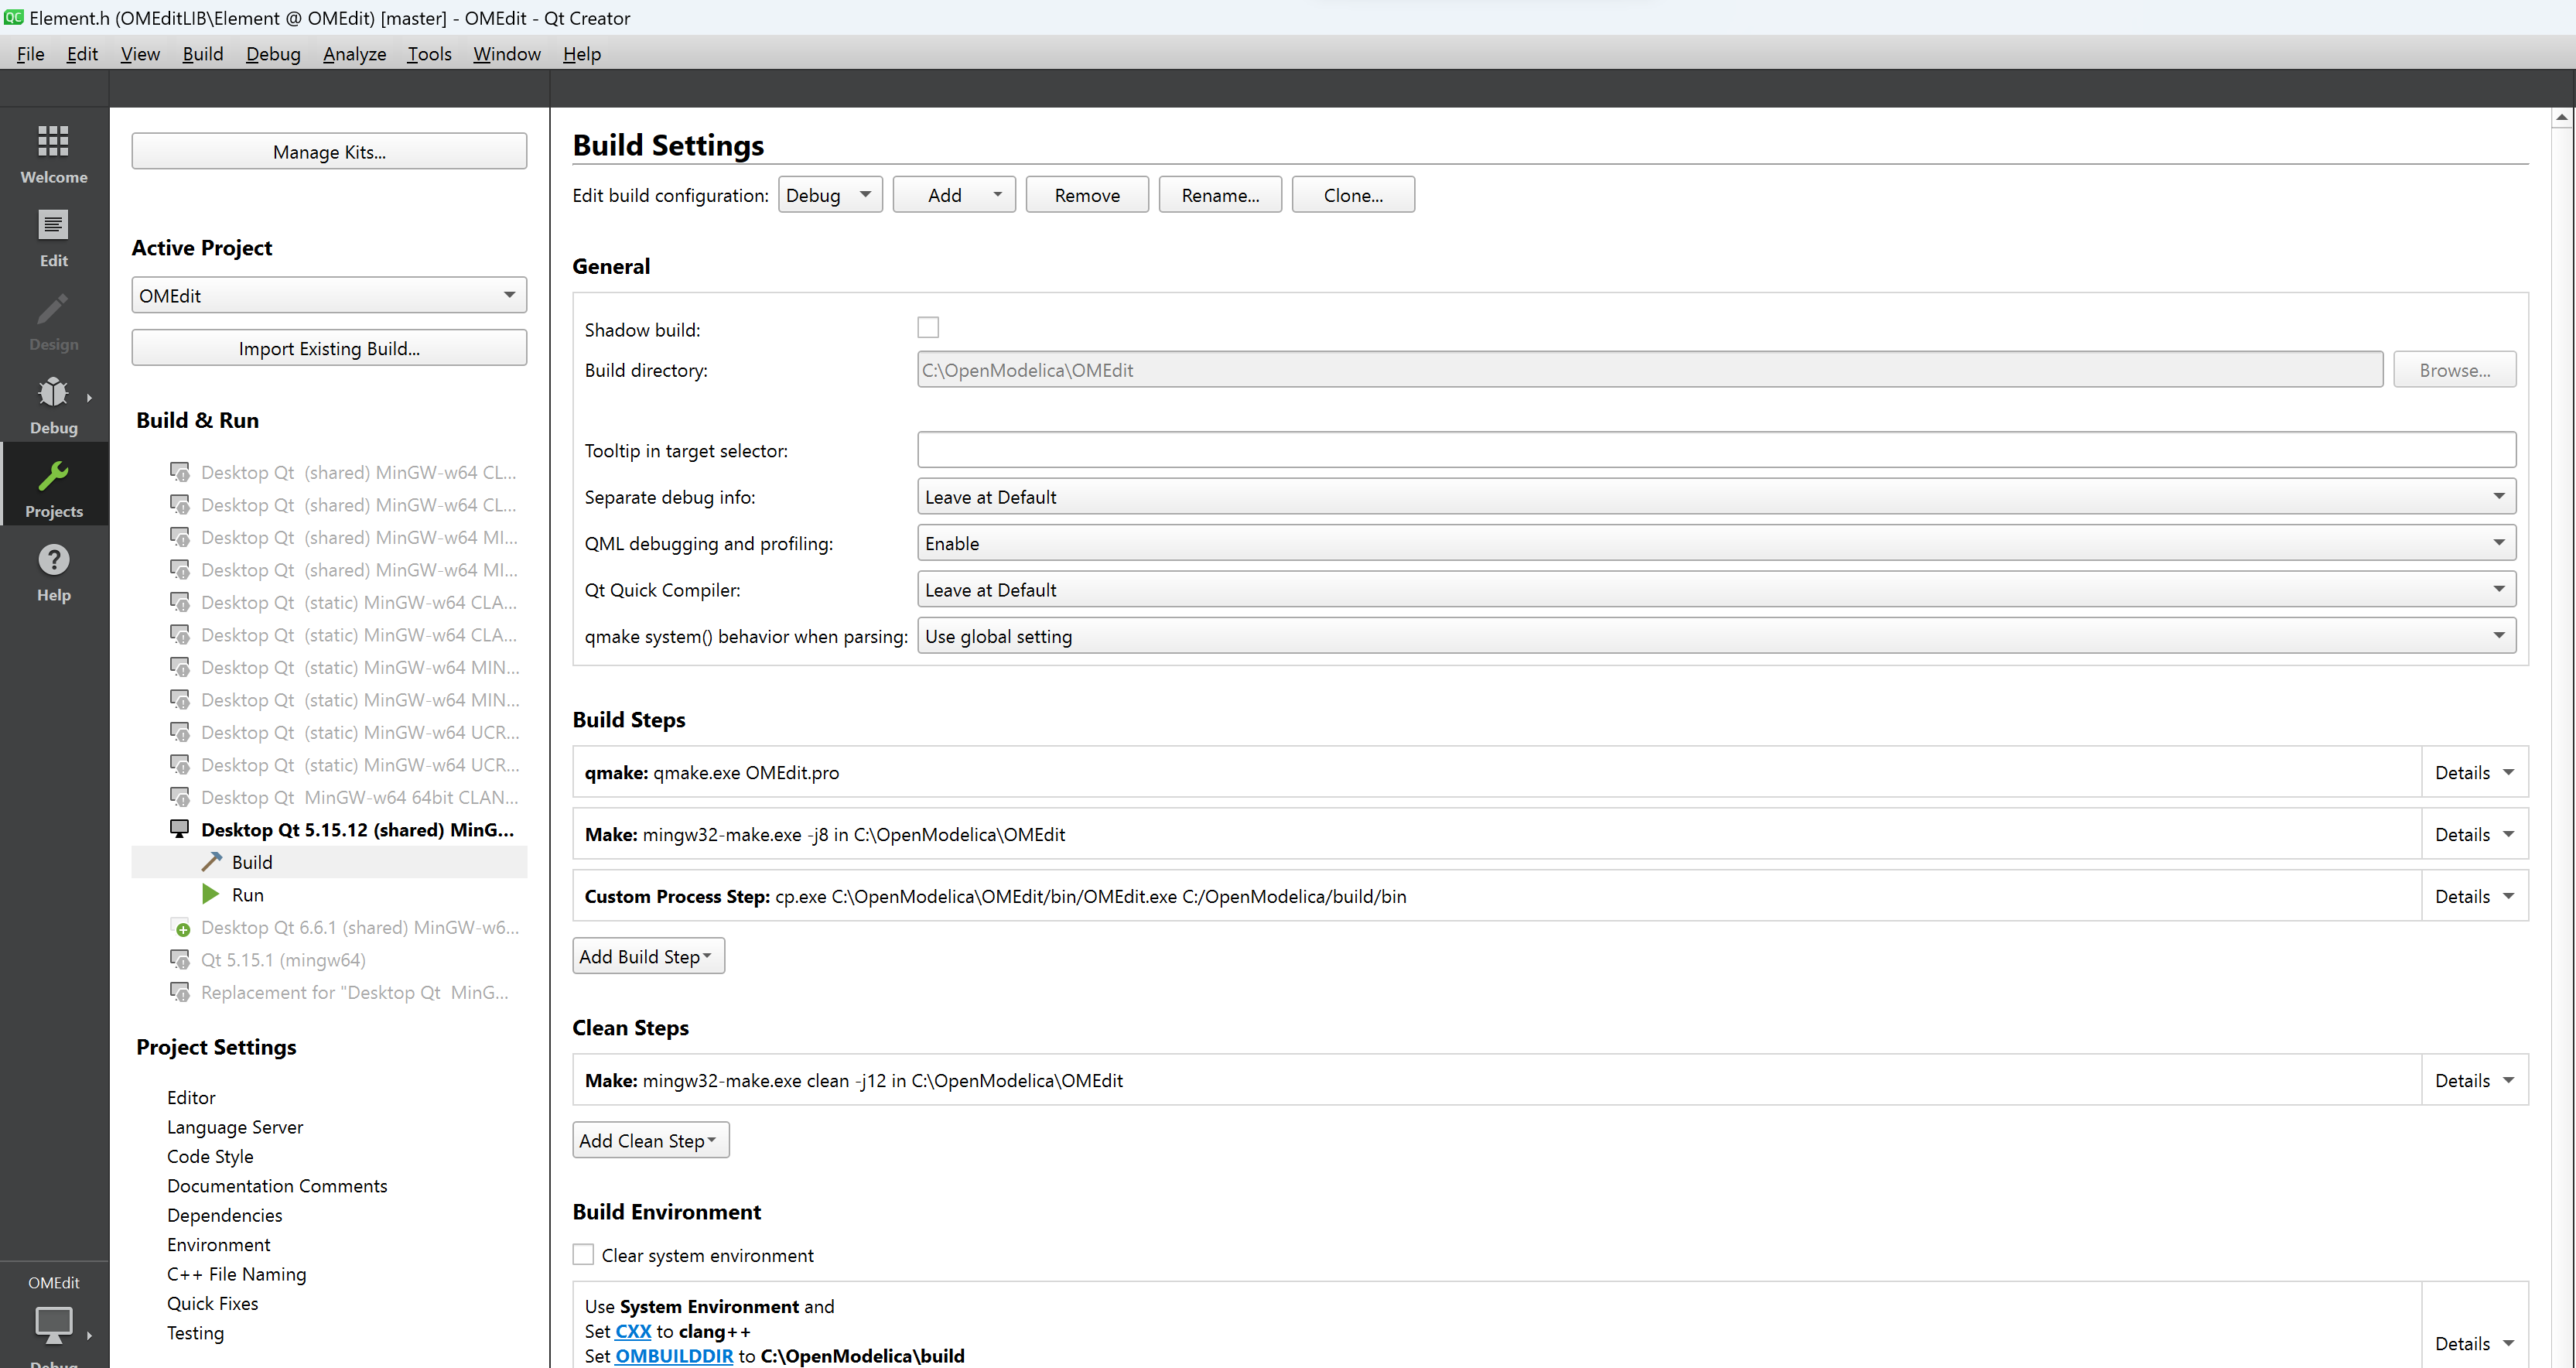 Element.h (OMEditLIB\Element @ OMEdit) [master] - OMEdit - Qt Creator
File Edit View Build Debug Analyze Tools Window Help
Welcome
Edit
Design
Debug
Projects
Help
OMEdit
Debug
Manage Kits...
Active Project
OMEdit
Import Existing Build...
Build & Run
Desktop Qt (shared) MinGW-w64 CL...
Desktop Qt (shared) MinGW-w64 CL...
Desktop Qt (shared) MinGW-w64 MI...
Desktop Qt (shared) MinGW-w64 MI...
Desktop Qt (static) MinGW-w64 CLA...
Desktop Qt (static) MinGW-w64 CLA...
Desktop Qt (static) MinGW-w64 MIN...
Desktop Qt (static) MinGW-w64 MIN...
Desktop Qt (static) MinGW-w64 UCR...
Desktop Qt (static) MinGW-w64 UCR...
Desktop Qt MinGW-w64 64bit CLAN...
Desktop Qt 5.15.12 (shared) MinG...
Build
Run
Desktop Qt 6.6.1 (shared) MinGW-w6...
Qt 5.15.1 (mingw64)
Replacement for "Desktop Qt MinG...
Project Settings
Editor
Language Server
Code Style
Documentation Comments
Dependencies
Environment
C++ File Naming
Quick Fixes
Testing
Build Settings
Edit build configuration: Debug Add Remove Rename... Clone...
General
Shadow build:
Build directory: C:\OpenModelica\OMEdit Browse...
Tooltip in target selector:
Separate debug info: Leave at Default
QML debugging and profiling: Enable
Qt Quick Compiler: Leave at Default
qmake system() behavior when parsing: Use global setting
Build Steps
qmake: qmake.exe OMEdit.pro Details
Make: mingw32-make.exe -j8 in C:\OpenModelica\OMEdit Details
Custom Process Step: cp.exe C:\OpenModelica\OMEdit/bin/OMEdit.exe C:/OpenModelica/build/bin Details
Add Build Step
Clean Steps
Make: mingw32-make.exe clean -j12 in C:\OpenModelica\OMEdit Details
Add Clean Step
Build Environment
Clear system environment
Use System Environment and
Set CXX to clang++
Set OMBUILDDIR to C:\OpenModelica\build
Details